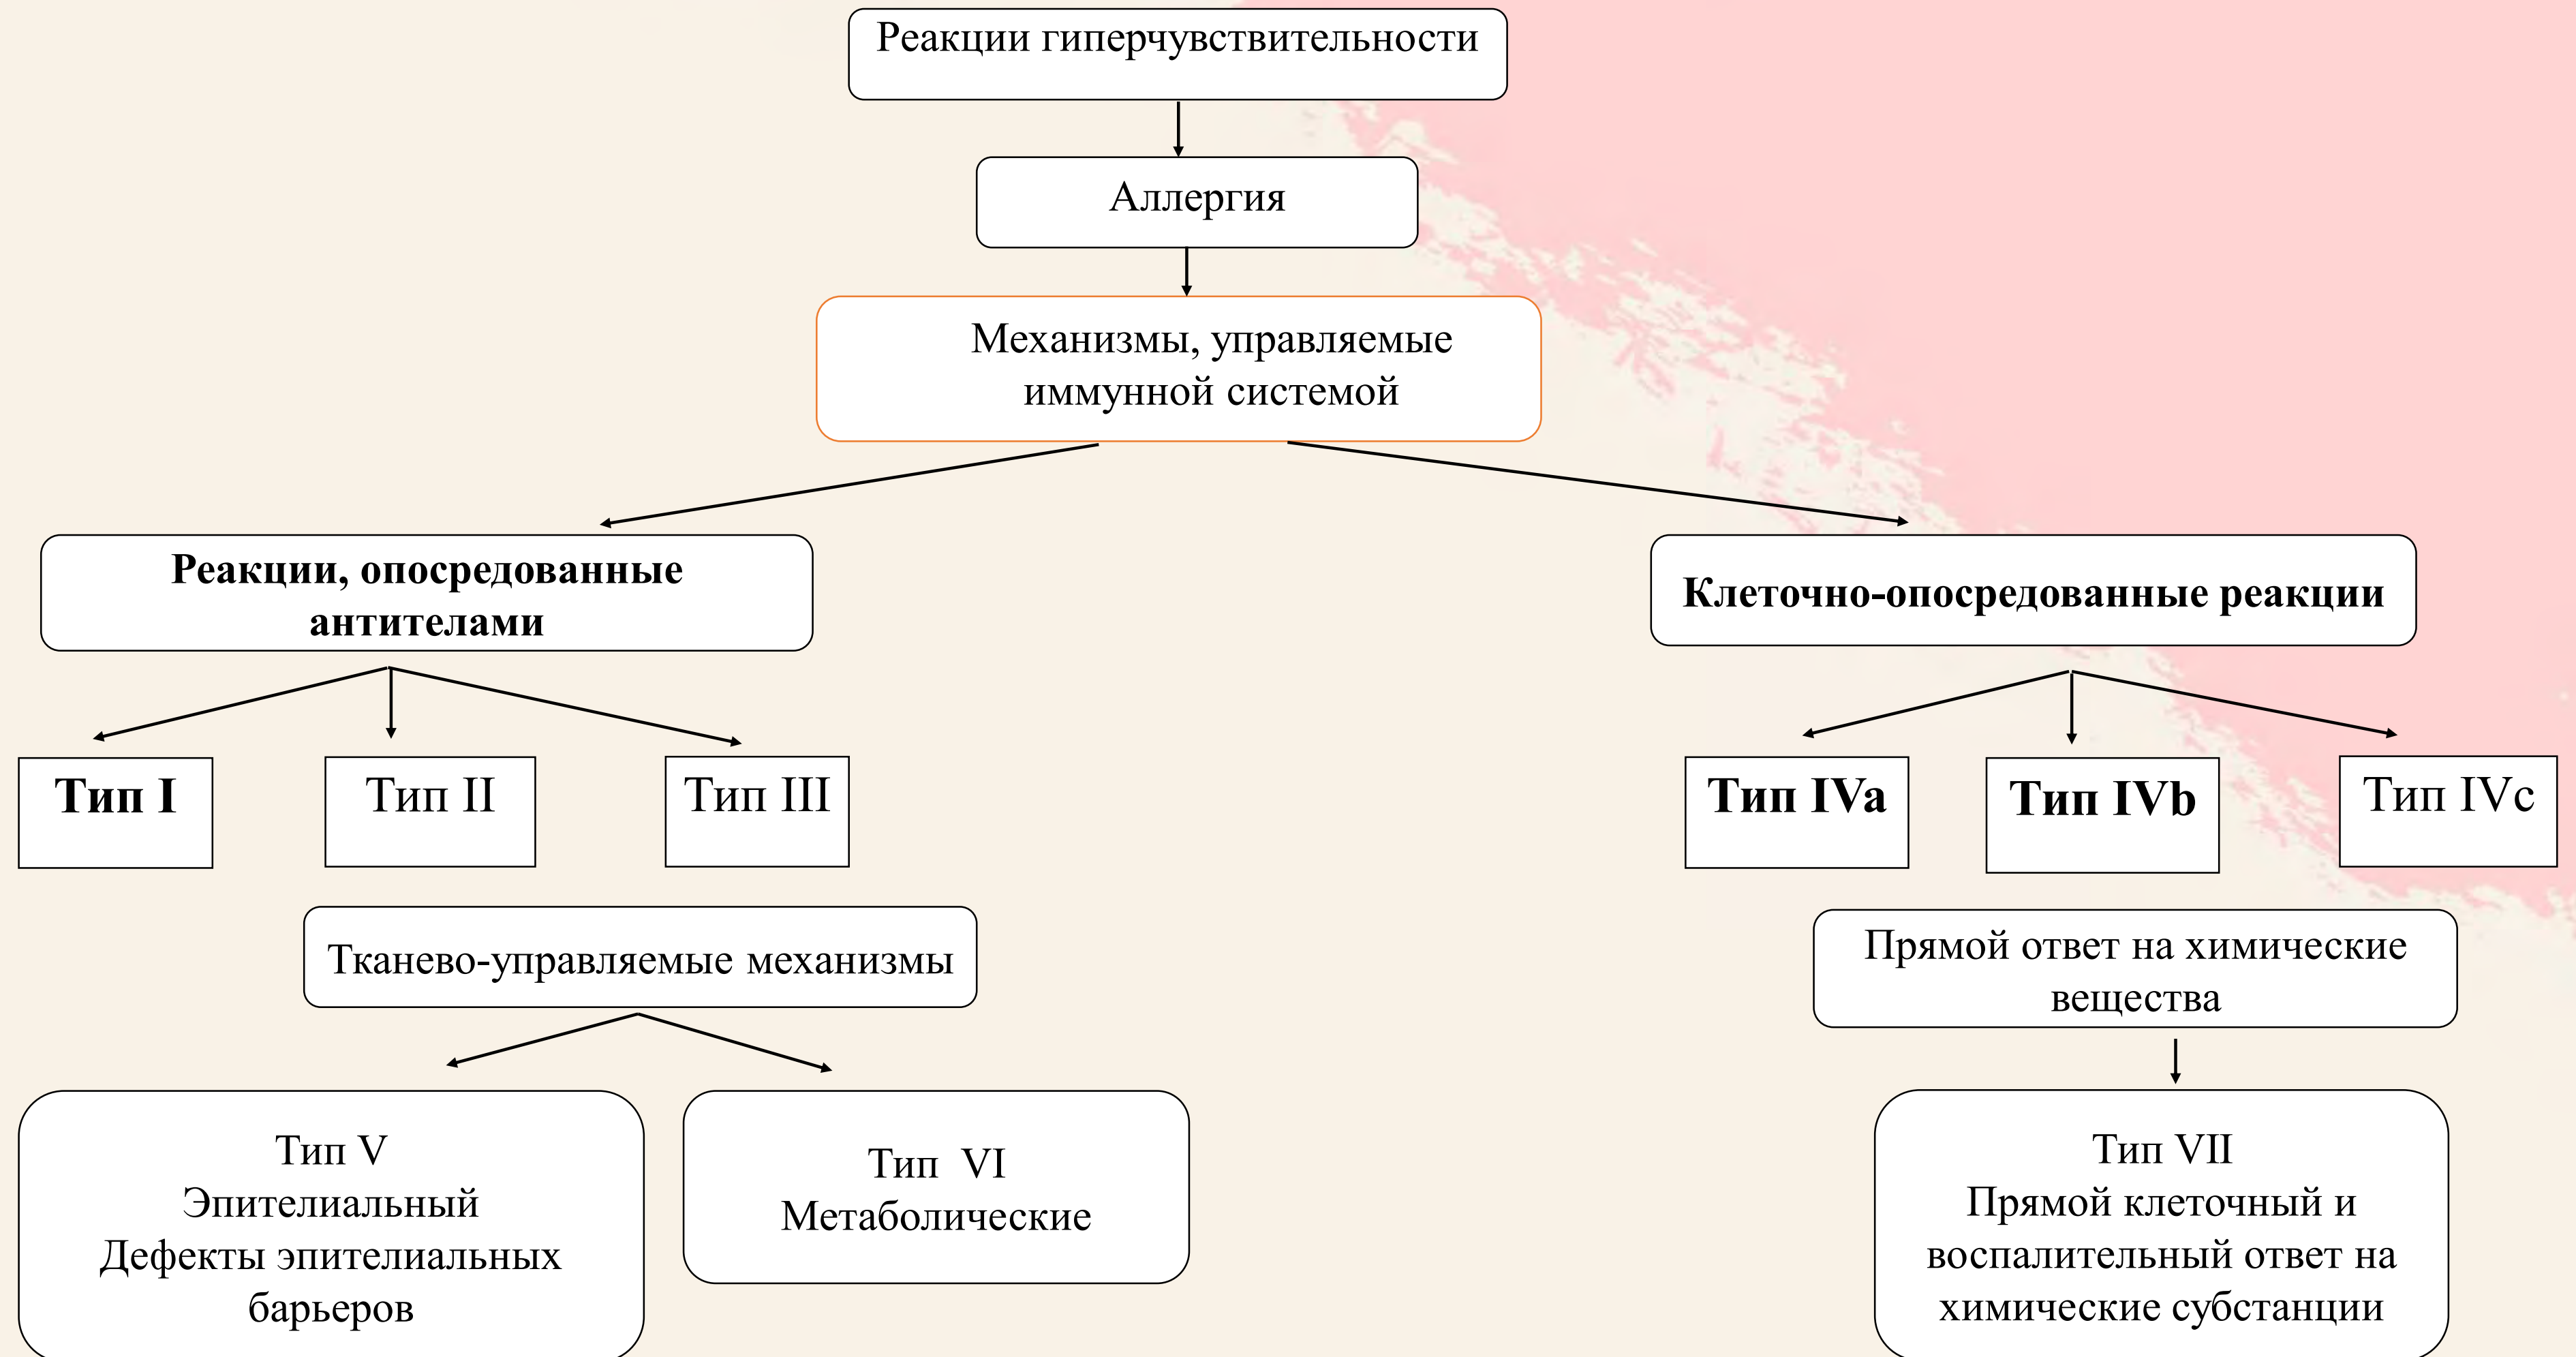 Реакции гиперчувствительности
Аллергия
Механизмы, управляемые
иммунной системой
Реакции, опосредованные
антителами
Клеточно-опосредованные реакции
Тип I
Тип II
Тип III
Тип IVa
Тип IVb
Тип IVc
Тканево-управляемые механизмы
Прямой ответ на химические
вещества
Тип V
Эпителиальный
Дефекты эпителиальных
барьеров
Тип VI
Метаболические
Тип VII
Прямой клеточный и
воспалительный ответ на
химические субстанции